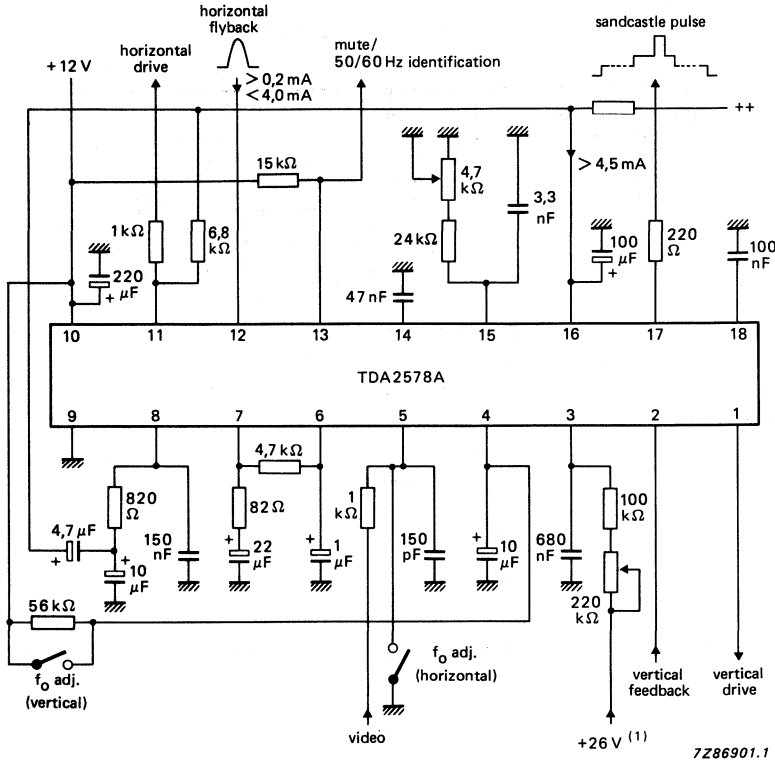 horizontal
flyback
sandcastle pulse
horizontal
drive
mute/
50/60 Hz identification
+12 V
> 0,2 mA
< 4,0 mA
++
15 kΩ
> 4,5 mA
4,7
kΩ
3,3
nF
1 kΩ
6,8
kΩ
24 kΩ
100
μF
+
220
Ω
100
nF
220
μF
+
47 nF
10 11 12 13 14 15 16 17 18
TDA2578A
9 8 7 6 5 4 3 2 1
4,7 kΩ
820
Ω
82 Ω
1
kΩ
100
kΩ
4,7 μF
+
150
nF
+
22
μF
+
1
μF
150
pF
+
10
μF
680
nF
+
10
μF
220
kΩ
56 kΩ
fo adj.
(vertical)
fo adj.
(horizontal)
vertical
feedback
vertical
drive
video
+26 V (1)
7Z86901.1